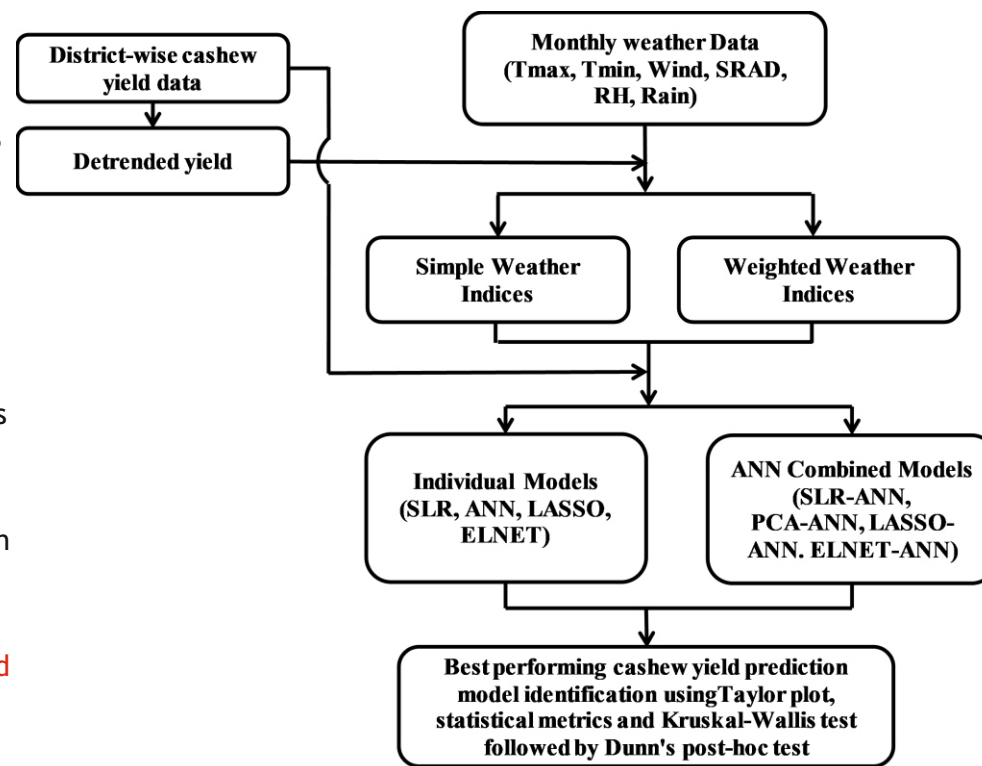 District-wise cashew
yield data
Detrended yield
Monthly weather Data
(Tmax, Tmin, Wind, SRAD,
RH, Rain)
Simple Weather
Indices
Weighted Weather
Indices
Individual Models
(SLR, ANN, LASSO,
ELNET)
ANN Combined Models
(SLR-ANN,
PCA-ANN, LASSO-
ANN. ELNET-ANN)
Best performing cashew yield prediction
model identification usingTaylor plot,
statistical metrics and Kruskal-Wallis test
followed by Dunn's post-hoc test